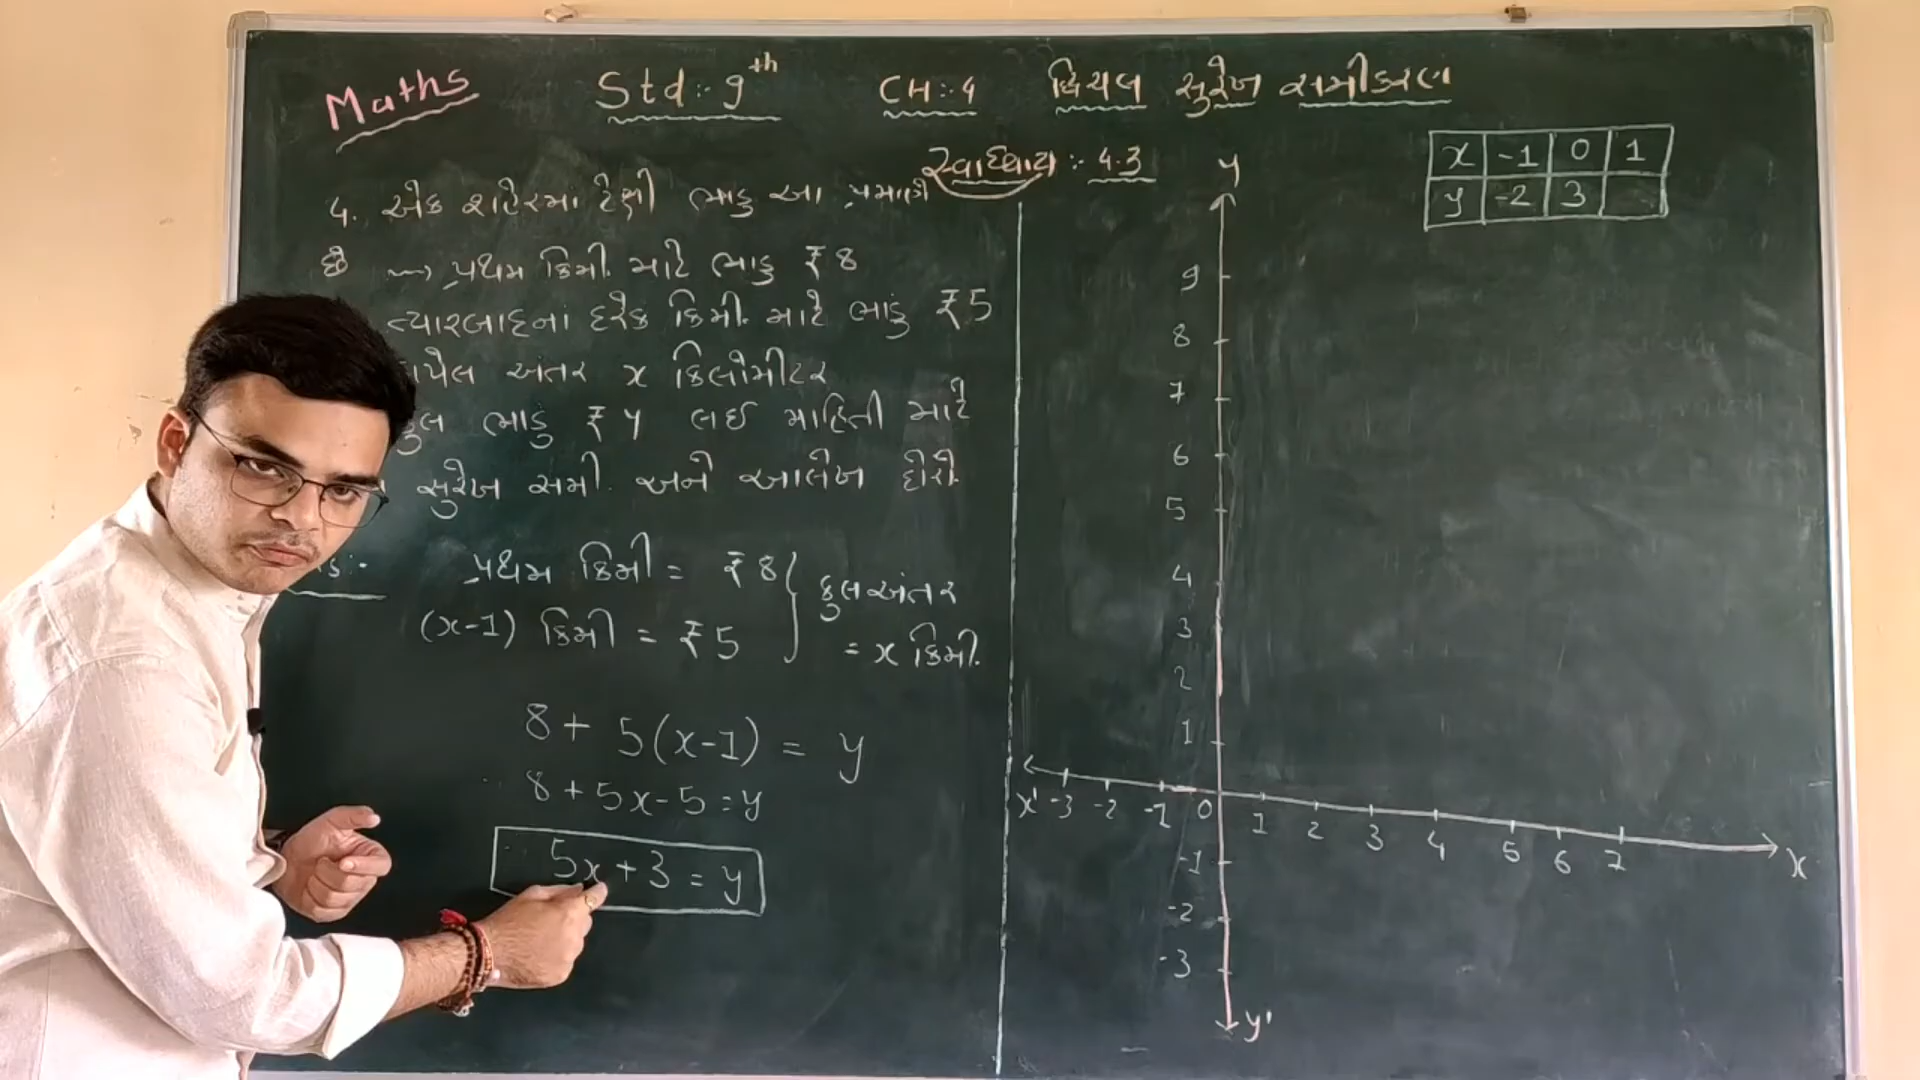 Maths Std:- 9th CH:- 4 દ્વિચલ સુરેખ સમીકરણ
સ્વાધ્યાય :- 4.3
4. એક શહેરમાં ટેક્ષી ભાડુ આ પ્રમાણે
છે ~~> પ્રથમ કિમી. માટે ભાડુ ₹ 8
ત્યારબાદનાં દરેક કિમી. માટે ભાડું ₹ 5
પેલ અંતર x કિલોમીટર
કુલ ભાડું ₹ y લઈ માહિતી માટે
સુરેખ સમી. અને આલેખ દોરો.
પ્રથમ કિમી = ₹ 8
(x-1) કિમી = ₹ 5
કુલ અંતર
= x કિમી.
8 + 5(x-1) = y
8 + 5x - 5 = y
5x + 3 = y
x -1 0 1
y -2 3
y
9
8
7
6
5
4
3
2
1
x' -3 -2 -1 0 1 2 3 4 5 6 7 x
-1
-2
-3
y'